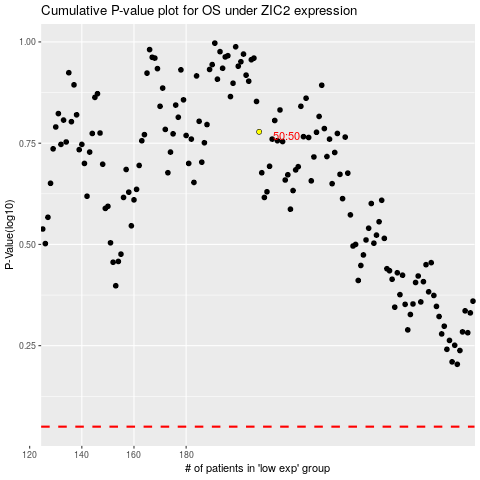 Cumulative P-value plot for OS under ZIC2 expression
P-Value(log10)
1.00
0.75
0.50
0.25
50:50
120 140 160 180
# of patients in 'low exp' group